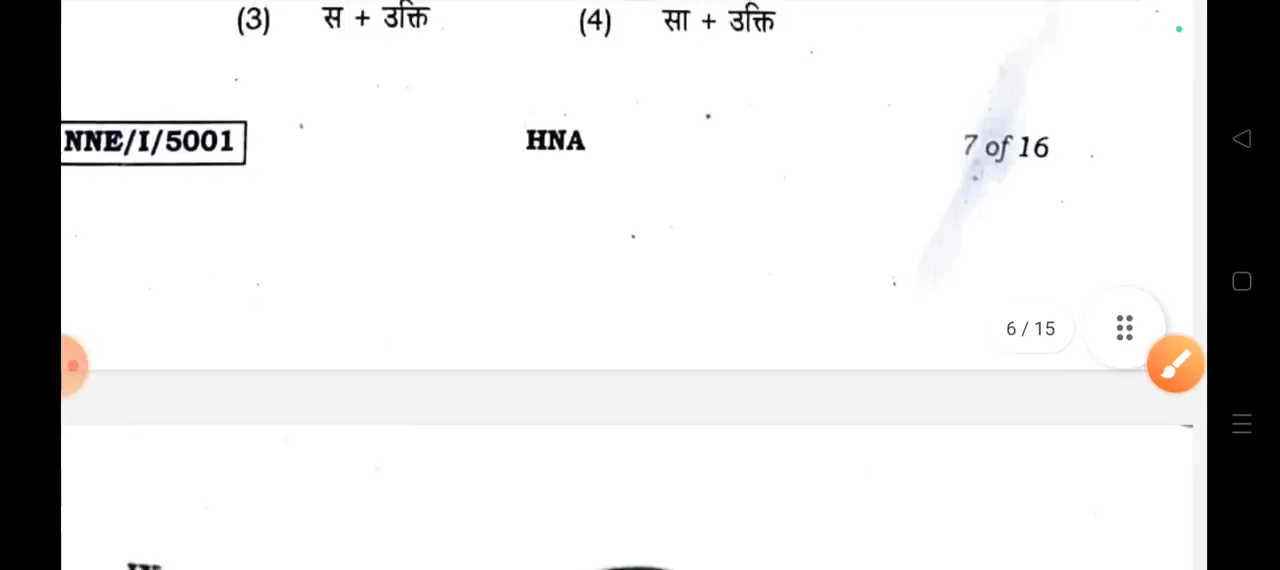 (3) स + उक्ति (4) सा + उक्ति
NNE/I/5001 HNA 7 of 16
6 / 15